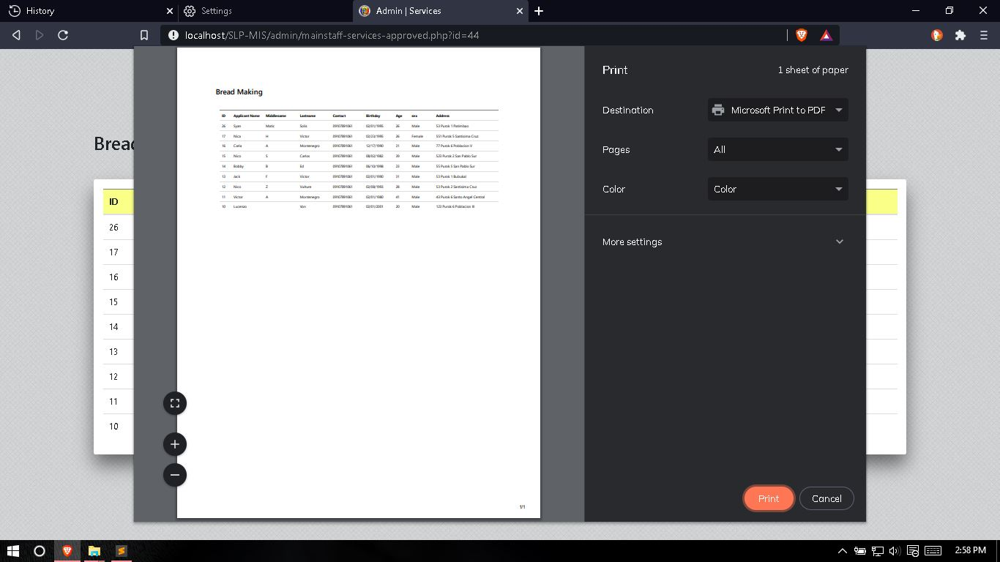 History
Settings
Admin | Services
localhost/SLP-MIS/admin/mainstaff-services-approved.php?id=44
Bread
ID
26
17
16
15
14
13
12
11
10
Bread Making
ID Applicant Name Middlename Lastname Contact Birthday Age sex Address
26 Syan Matic Solis 09107891061 02/01/1995 26 Male 53 Purok 1 Patimbao
17 Nica H Victor 09107891061 02/23/1995 26 Female 551 Purok 5 Santisima Cruz
16 Carla A Montenegro 09107891061 12/17/1990 31 Male 77 Purok 6 Poblacion V
15 Nico S Carlos 09107891061 08/02/1982 39 Male 523 Purok 2 San Pablo Sur
14 Bobby B Ed 09107891061 06/10/1998 23 Male 55 Purok 5 San Pablo Sur
13 Jack F Victor 09107891061 02/01/1990 31 Male 53 Purok 1 Bubukal
12 Nico Z Vulture 09107891061 02/08/1993 28 Male 53 Purok 2 Santisima Cruz
11 Victor A Montenegro 09107891061 02/01/1980 41 Male 43 Purok 6 Santo Angel Central
10 Lucenzo Von 09107891061 02/01/2001 20 Male 123 Purok 6 Poblacion III
1/1
Print
1 sheet of paper
Destination
Microsoft Print to PDF
Pages
All
Color
Color
More settings
Print
Cancel
2:58 PM